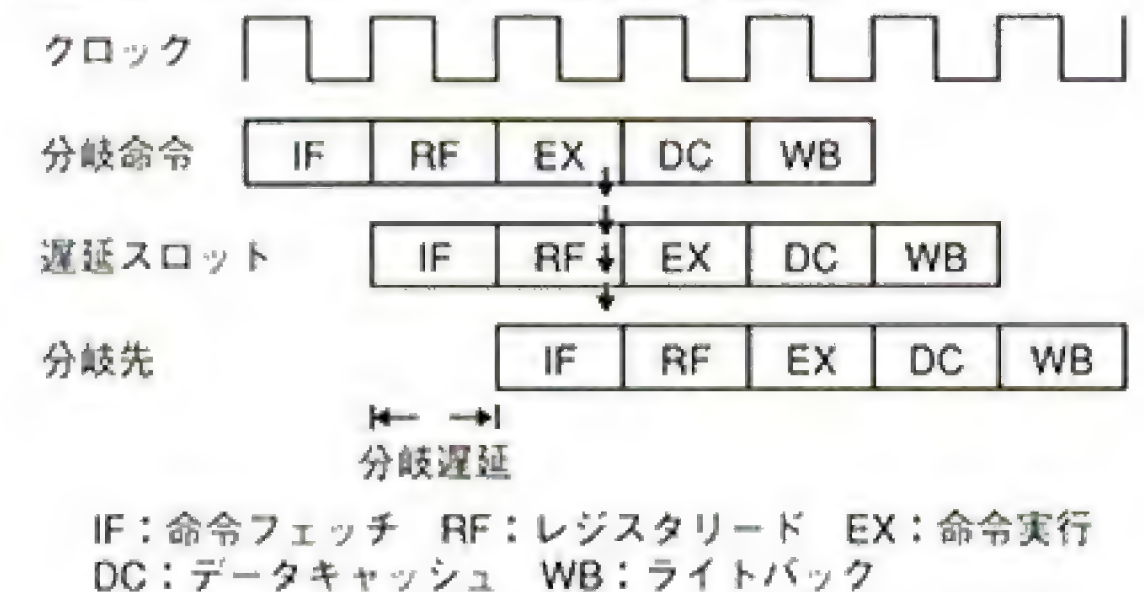 クロック
分岐命令 IF RF EX DC WB
遅延スロット IF RF EX DC WB
分岐先 IF RF EX DC WB
分岐遅延
IF：命令フェッチ RF：レジスタリード EX：命令実行
DC：データキャッシュ WB：ライトバック